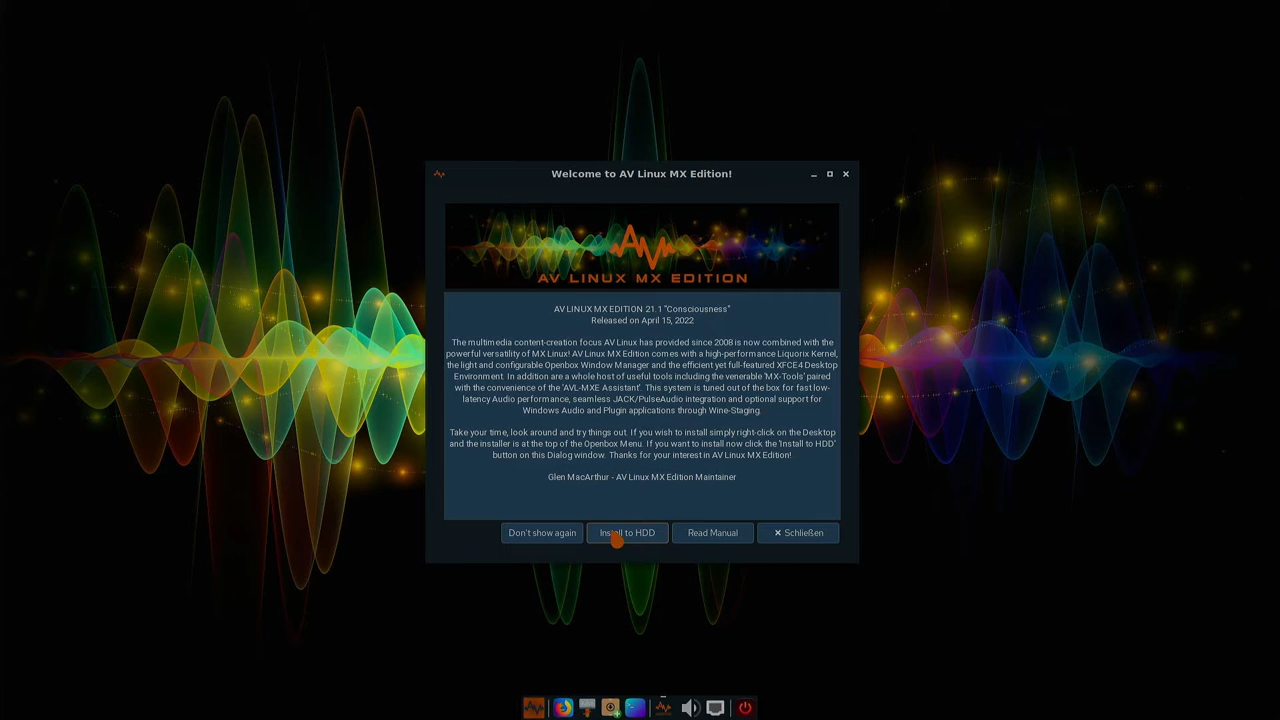 Welcome to AV Linux MX Edition!
AV LINUX MX EDITION
AV LINUX MX EDITION 21.1 "Consciousness"
Released on April 15, 2022
The multimedia content-creation focus AV Linux has provided since 2008 is now combined with the
powerful versatility of MX Linux! AV Linux MX Edition comes with a high-performance Liquorix Kernel,
the light and configurable Openbox Window Manager and the efficient yet full-featured XFCE4 Desktop
Environment. In addition are a whole host of useful tools including the venerable 'MX-Tools' paired
with the convenience of the 'AVL-MXE Assistant'. This system is tuned out of the box for fast low-
latency Audio performance, seamless JACK/PulseAudio integration and optional support for
Windows Audio and Plugin applications through Wine-Staging.
Take your time, look around and try things out. If you wish to install simply right-click on the Desktop
and the installer is at the top of the Openbox Menu. If you want to install now click the 'Install to HDD'
button on this Dialog window. Thanks for your interest in AV Linux MX Edition!
Glen MacArthur - AV Linux MX Edition Maintainer
Don't show again
Install to HDD
Read Manual
Schließen